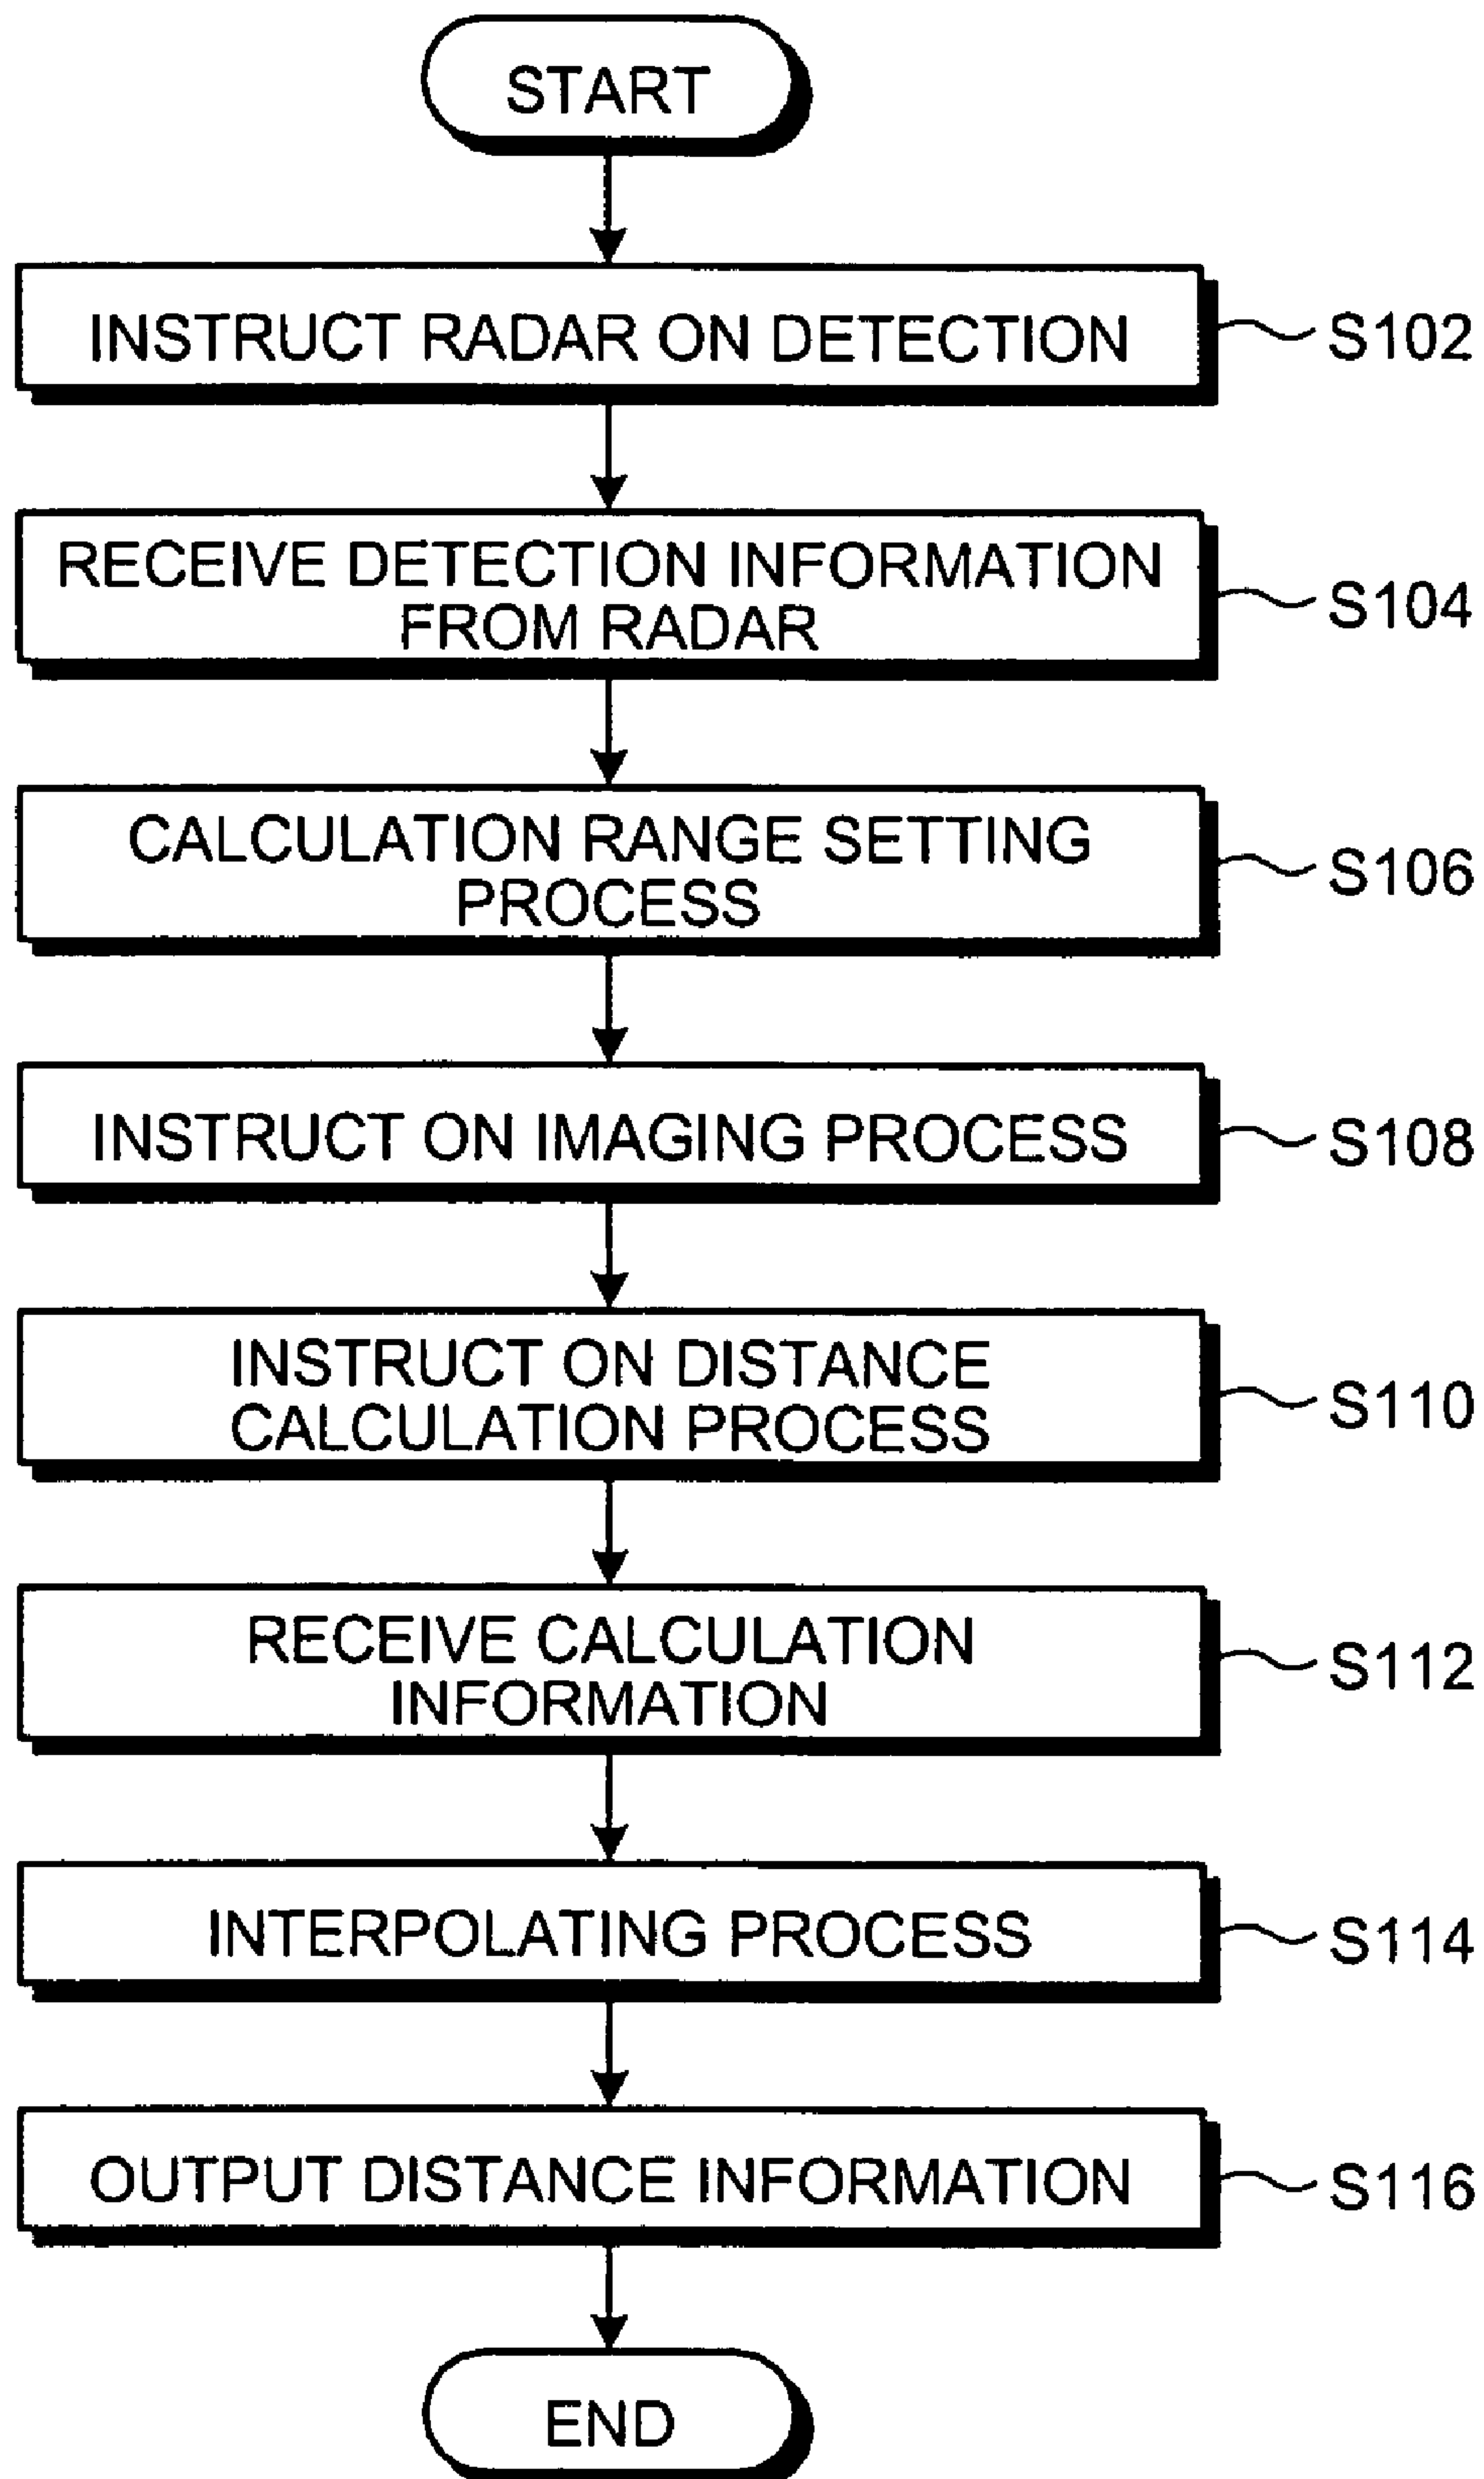 START
INSTRUCT RADAR ON DETECTION
S102
RECEIVE DETECTION INFORMATION
FROM RADAR
S104
CALCULATION RANGE SETTING
PROCESS
S106
INSTRUCT ON IMAGING PROCESS
S108
INSTRUCT ON DISTANCE
CALCULATION PROCESS
S110
RECEIVE CALCULATION
INFORMATION
S112
INTERPOLATING PROCESS
S114
OUTPUT DISTANCE INFORMATION
S116
END